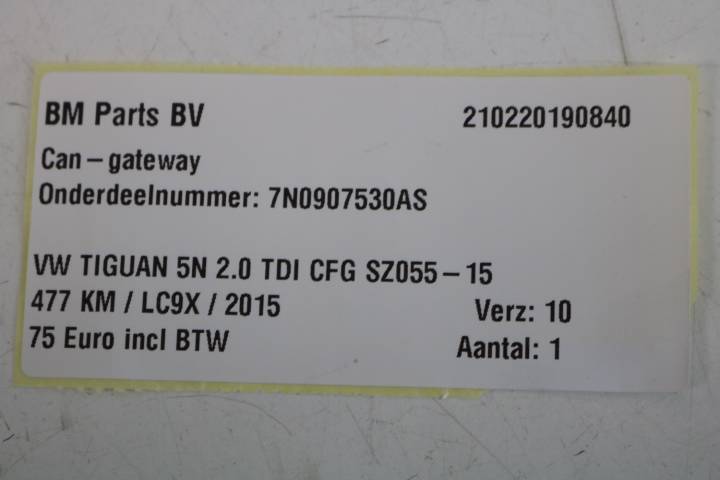 BM Parts BV 210220190840
Can-gateway
Onderdeelnummer: 7N0907530AS
VW TIGUAN 5N 2.0 TDI CFG SZ055-15
477 KM / LC9X / 2015 Verz: 10
75 Euro incl BTW Aantal: 1